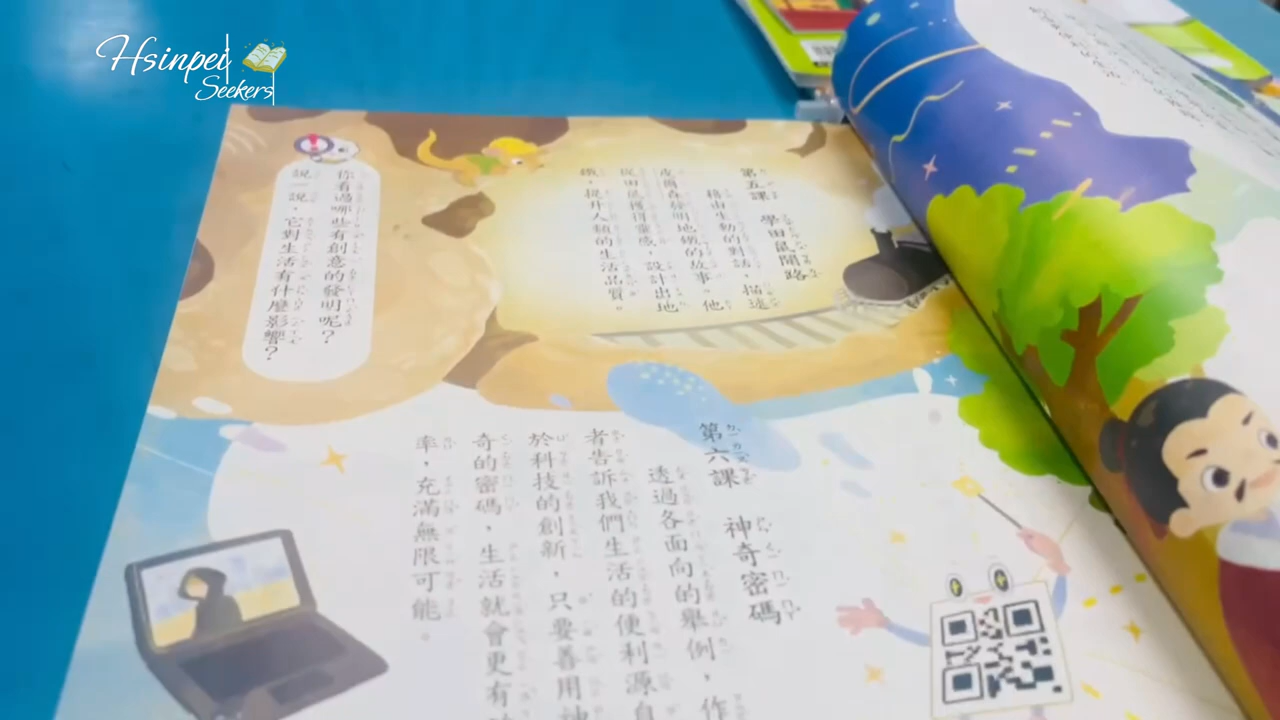 Hsinpei
Seekers
第五課 學田鼠開路
藉由生動的對話，描述
皮爾森發明地鐵的故事。他
從田鼠獲得靈感，設計出地
鐵，提升人類的生活品質。
你看過哪些有創意的發明呢？
說一說，它對生活有什麼影響？
第六課 神奇密碼
透過各面向的舉例，作
者告訴我們生活的便利源自
於科技的創新，只要善用神
奇的密碼，生活就會更有
率，充滿無限可能。